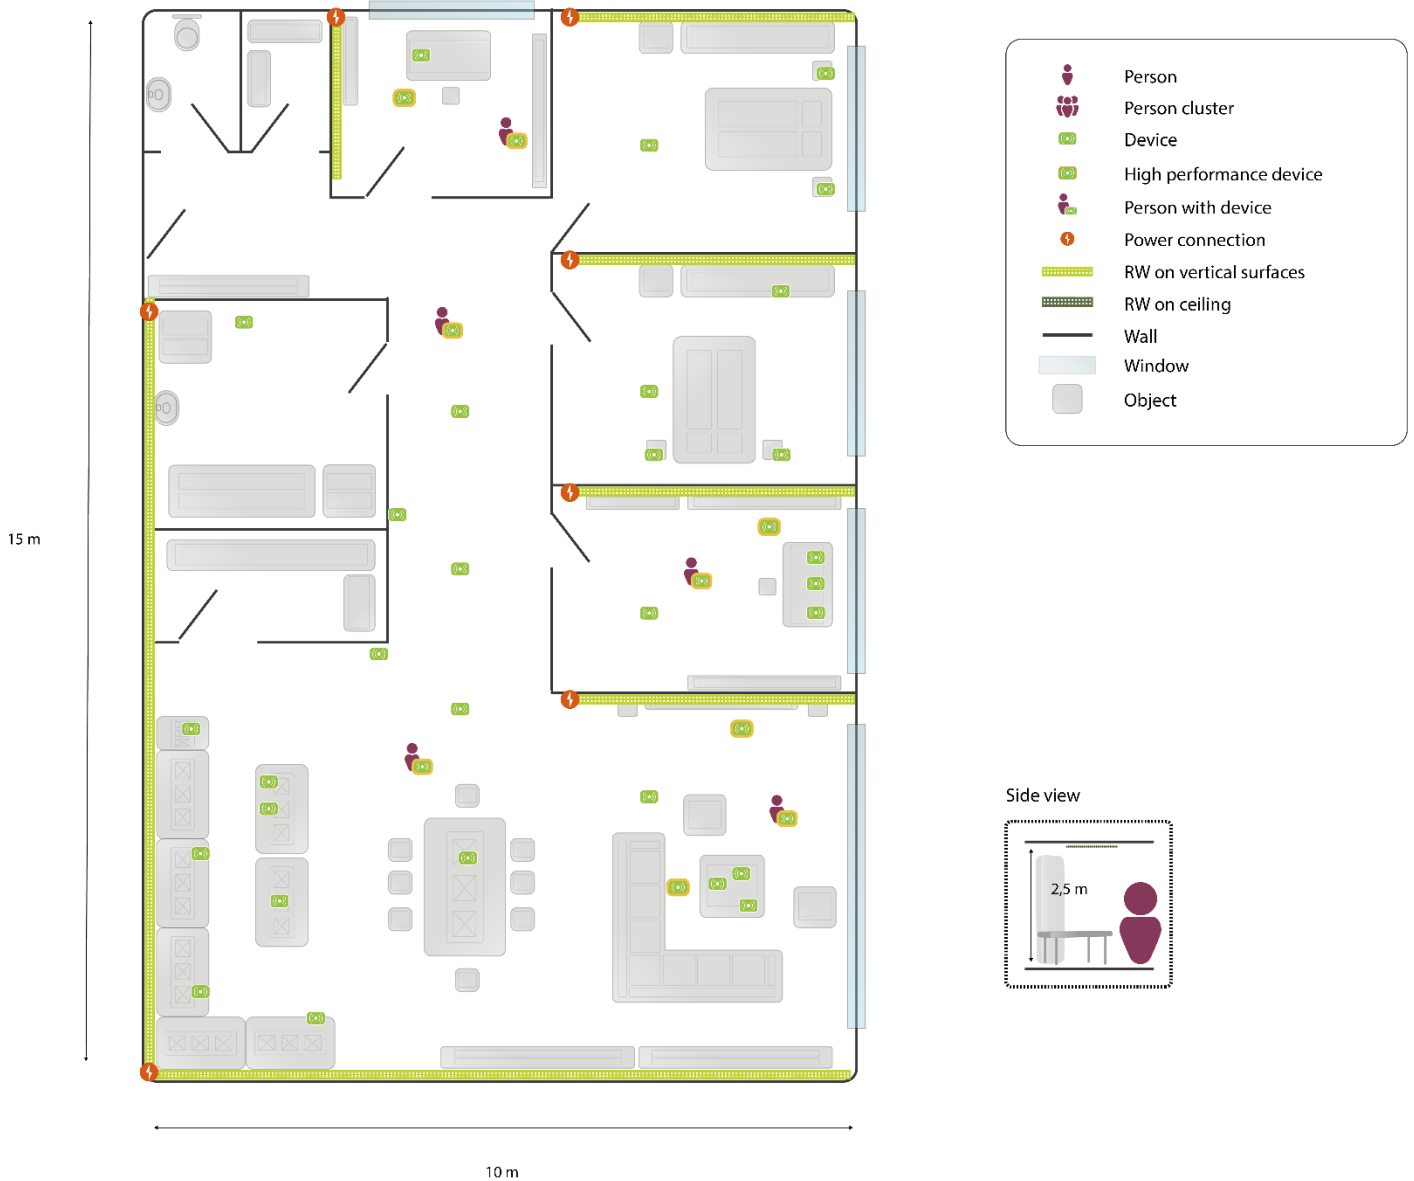 Person
Person cluster
Device
High performance device
Person with device
Power connection
RW on vertical surfaces
RW on ceiling
Wall
Window
Object
15 m
Side view
2,5 m
10 m